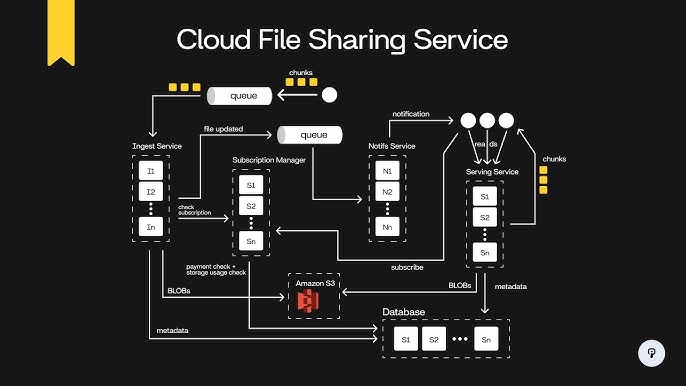 Cloud File Sharing Service
chunks
queue
notification
file updated
queue
rea ds
chunks
Ingest Service
Subscription Manager
Notifs Service
Serving Service
I1
I2
In
S1
S2
Sn
N1
N2
Nn
S1
S2
Sn
check
subscription
subscribe
payment check +
storage usage check
Amazon S3
BLOBs
BLOBs
metadata
metadata
Database
S1
S2
Sn